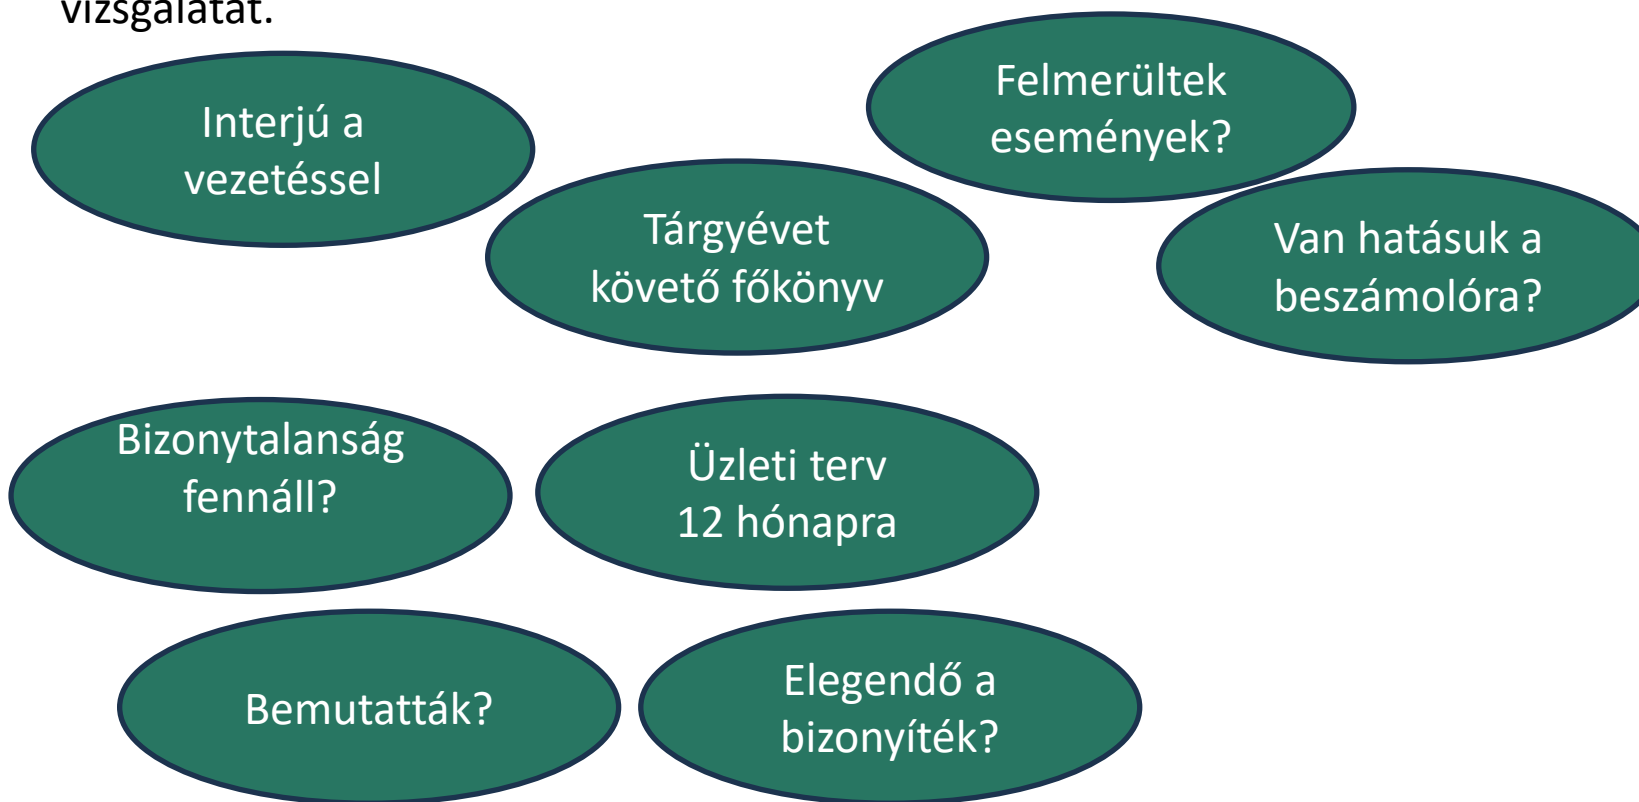 vizsgálatát.
Interjú a
vezetéssel
Tárgyévet
követő főkönyv
Felmerültek
események?
Van hatásuk a
beszámolóra?
Bizonytalanság
fennáll?
Üzleti terv
12 hónapra
Bemutatták?
Elegendő a
bizonyíték?